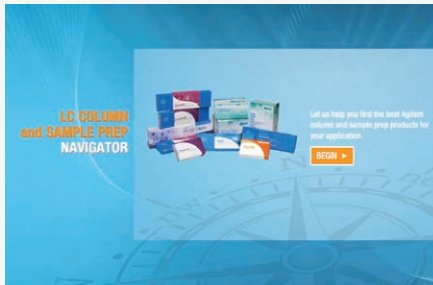 LC COLUMN
and SAMPLE PREP
NAVIGATOR
Let us help you find the best Agilent
column and sample prep products for
your application.
BEGIN